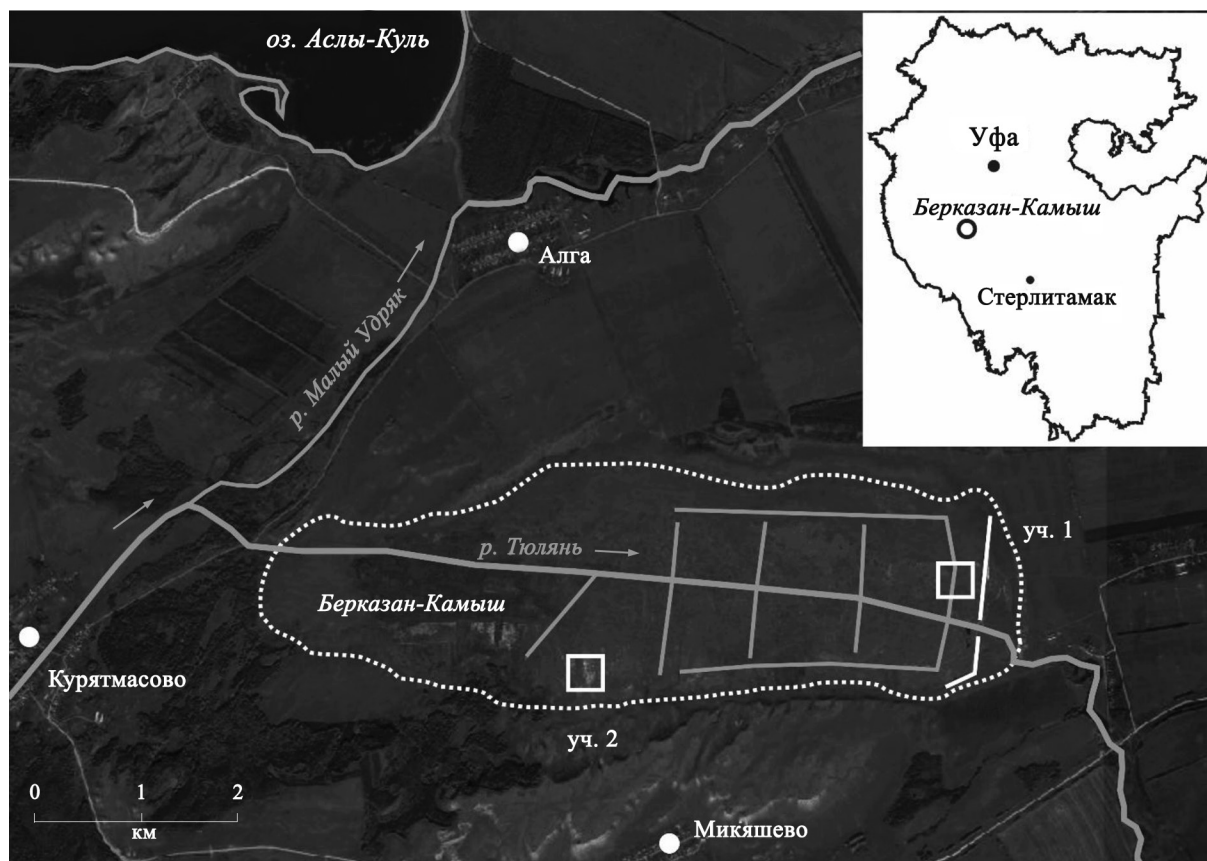 оз. Аслы-Куль
Уфа
Берказан-Камыш
Стерлитамак
Алга
р. Малый Удряк
уч. 1
р. Тюлянь
Берказан-Камыш
Курятмасово
уч. 2
0 1 2
км
Микяшево